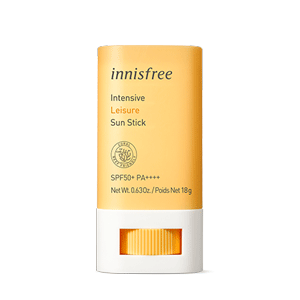 innisfree
Intensive
Leisure
Sun Stick
SPF50+ PA++++
Net Wt. 0.63Oz. / Poids Net 18g